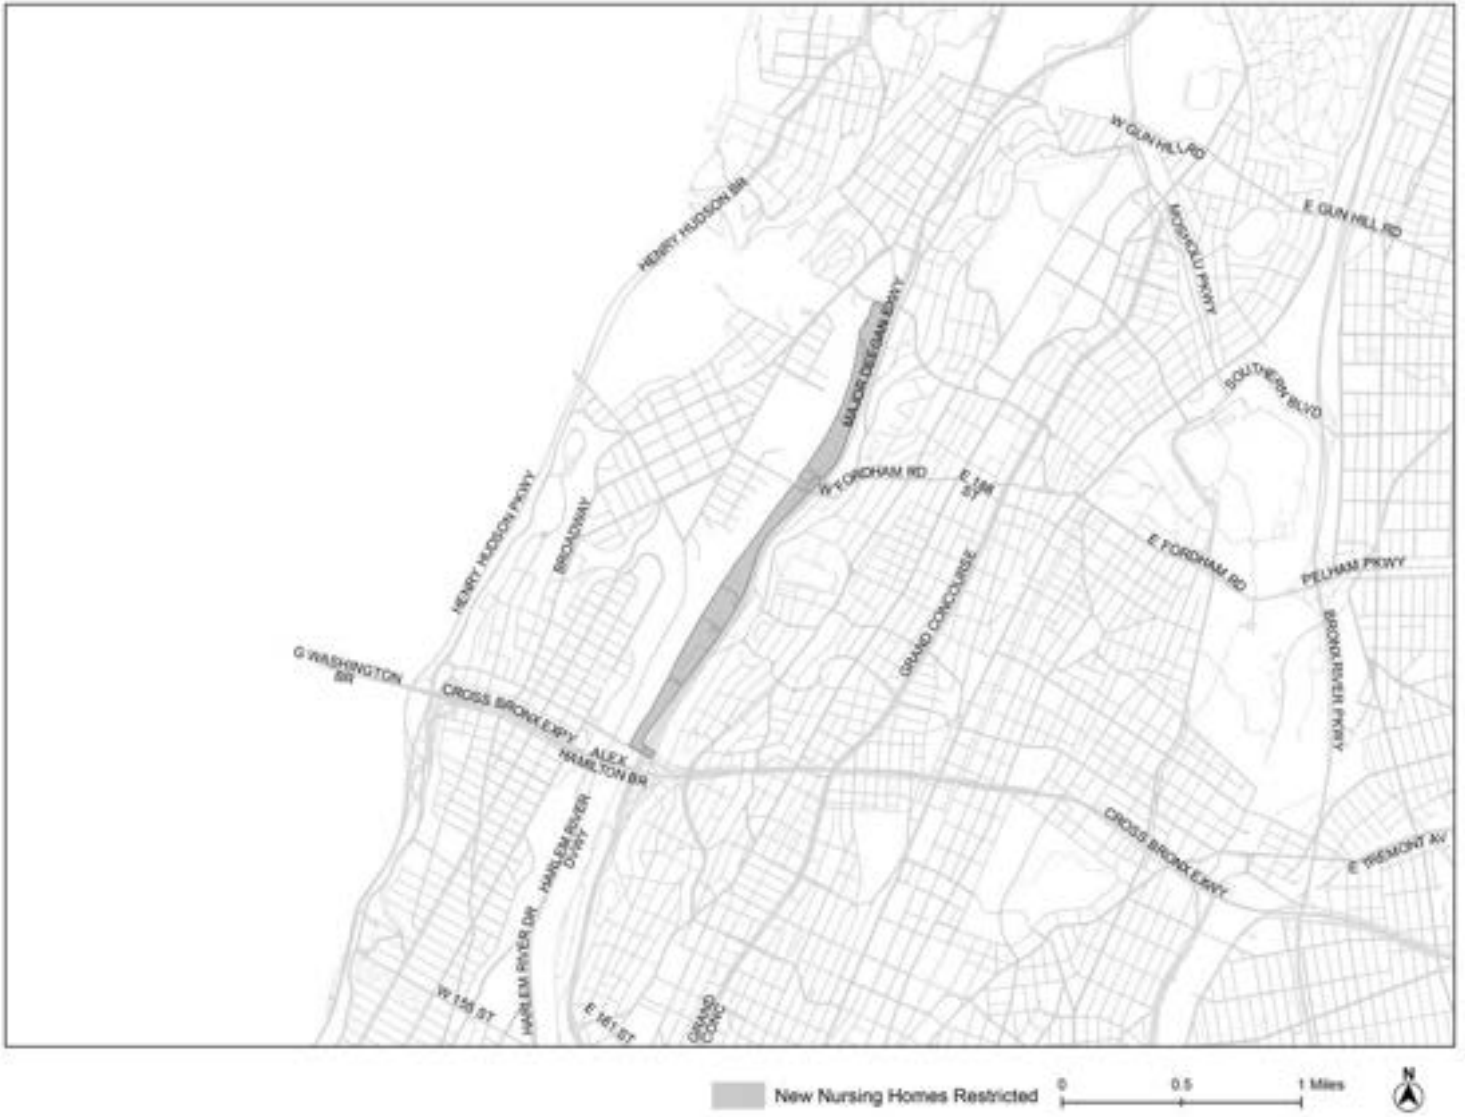 W GUN HILL RD
E GUN HILL RD
HENRY HUDSON BR
MOSHOLU PKWY
MAJOR DEEGAN EXWY
SOUTHERN BLVD
W FORDHAM RD
E 188
ST
HENRY HUDSON PKWY
BROADWAY
E FORDHAM RD
PELHAM PKWY
GRAND CONCOURSE
BRONX RIVER PKWY
G WASHINGTON
BR
CROSS BRONX EXPY
ALEX
HAMILTON BR
HARLEM RIVER
DVWY
CROSS BRONX EXWY
E TREMONT AV
HARLEM RIVER DR
W 155 ST
E 161 ST
GRAND
CONC
New Nursing Homes Restricted
0 0.5 1 Miles
N